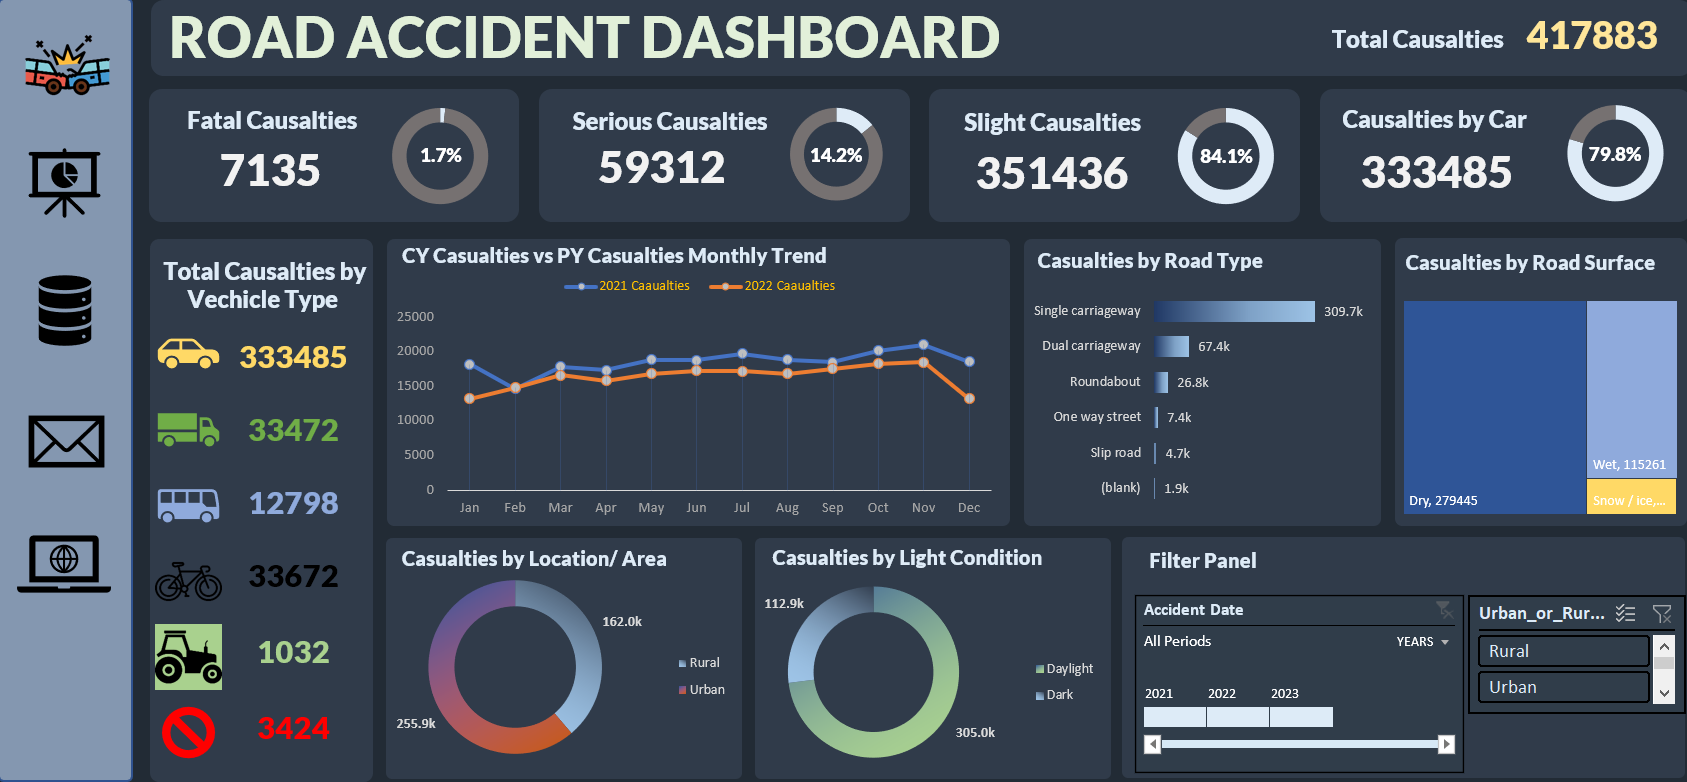 ROAD ACCIDENT DASHBOARD
Total Causalties 417883
Fatal Causalties
7135
1.7%
Serious Causalties
59312
14.2%
Slight Causalties
351436
84.1%
Causalties by Car
333485
79.8%
Total Causalties by
Vechicle Type
333485
33472
12798
33672
1032
3424
CY Casualties vs PY Casualties Monthly Trend
2021 Caaualties 2022 Caaualties
25000
20000
15000
10000
5000
0
Jan Feb Mar Apr May Jun Jul Aug Sep Oct Nov Dec
Casualties by Road Type
Single carriageway 309.7k
Dual carriageway 67.4k
Roundabout 26.8k
One way street 7.4k
Slip road 4.7k
(blank) 1.9k
Casualties by Road Surface
Dry, 279445
Wet, 115261
Snow / ice,...
Casualties by Location/ Area
162.0k
255.9k
Rural
Urban
Casualties by Light Condition
112.9k
305.0k
Daylight
Dark
Filter Panel
Accident Date
All Periods YEARS
2021 2022 2023
Urban_or_Rur...
Rural
Urban